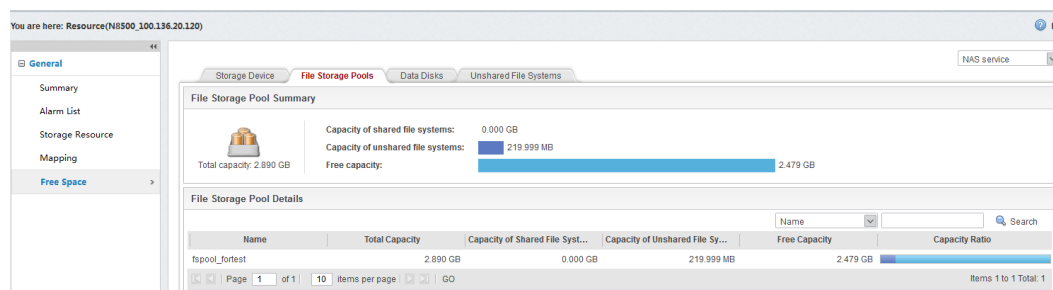 You are here: Resource(N8500_100.136.20.120)
General
Summary
Alarm List
Storage Resource
Mapping
Free Space
NAS service
Storage Device File Storage Pools Data Disks Unshared File Systems
File Storage Pool Summary
Total capacity: 2.890 GB
Capacity of shared file systems: 0.000 GB
Capacity of unshared file systems: 219.999 MB
Free capacity: 2.479 GB
File Storage Pool Details
Name Search
Name Total Capacity Capacity of Shared File Syst... Capacity of Unshared File Sy... Free Capacity Capacity Ratio
fspool_fortest 2.890 GB 0.000 GB 219.999 MB 2.479 GB
Page 1 of 1 10 items per page GO Items 1 to 1 Total: 1